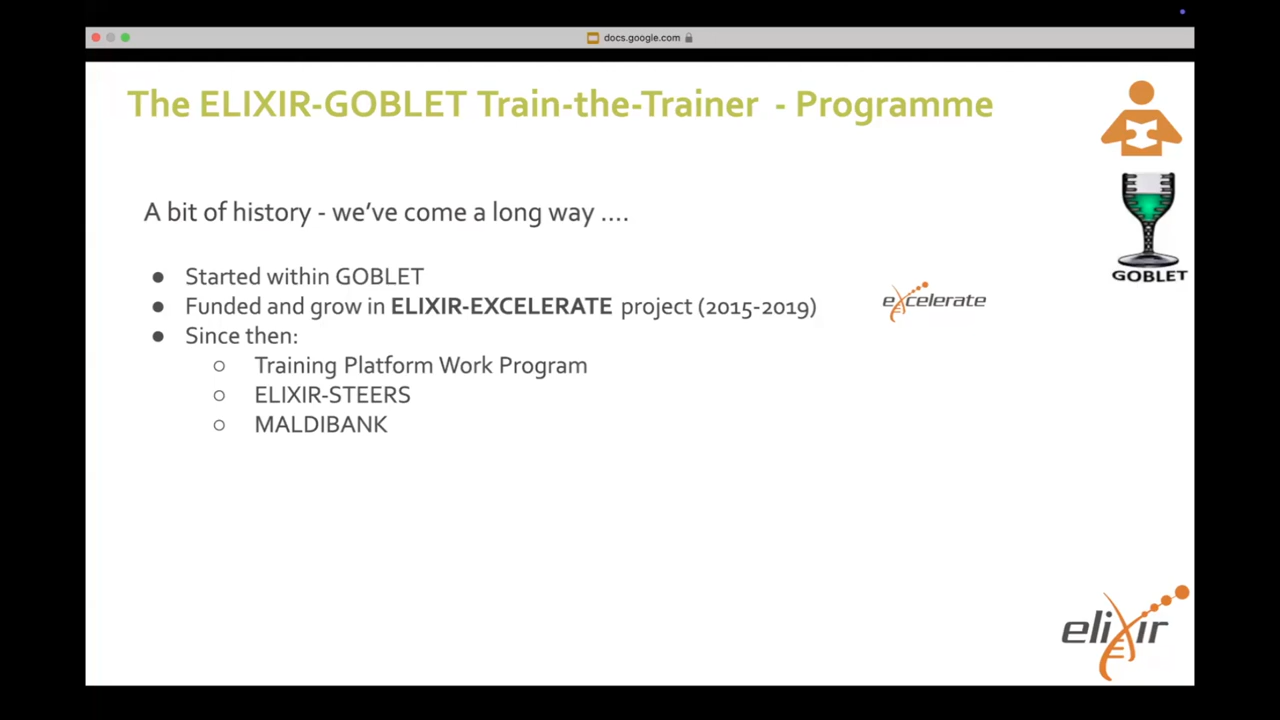 docs.google.com
The ELIXIR-GOBLET Train-the-Trainer - Programme
A bit of history - we've come a long way ....
● Started within GOBLET
● Funded and grow in ELIXIR-EXCELERATE project (2015-2019)
● Since then:
○ Training Platform Work Program
○ ELIXIR-STEERS
○ MALDIBANK
GOBLET
excelerate
elixir